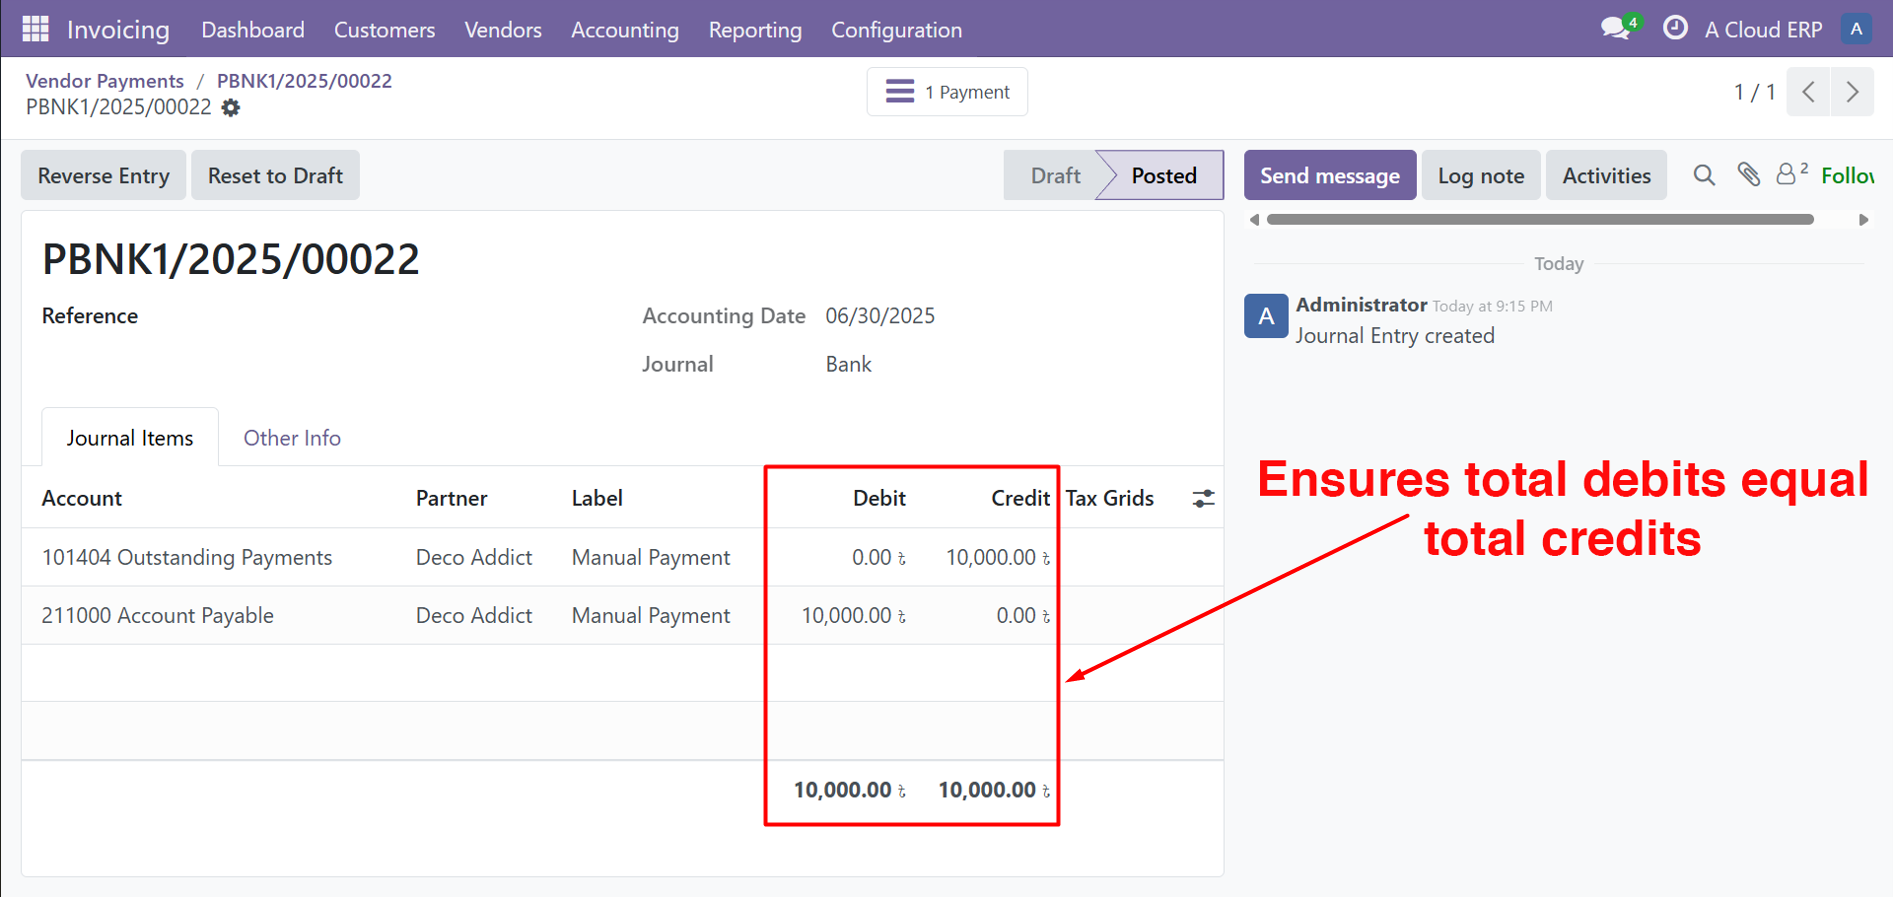 Invoicing Dashboard Customers Vendors Accounting Reporting Configuration 4 A Cloud ERP A
Vendor Payments / PBNK1/2025/00022
PBNK1/2025/00022
1 Payment
1 / 1
Reverse Entry Reset to Draft Draft Posted Send message Log note Activities 2 Follow
PBNK1/2025/00022
Reference
Accounting Date 06/30/2025
Journal Bank
Today
A Administrator Today at 9:15 PM
Journal Entry created
Journal Items Other Info
Account Partner Label Debit Credit Tax Grids
101404 Outstanding Payments Deco Addict Manual Payment 0.00 ৳ 10,000.00 ৳
211000 Account Payable Deco Addict Manual Payment 10,000.00 ৳ 0.00 ৳
10,000.00 ৳ 10,000.00 ৳
Ensures total debits equal
total credits